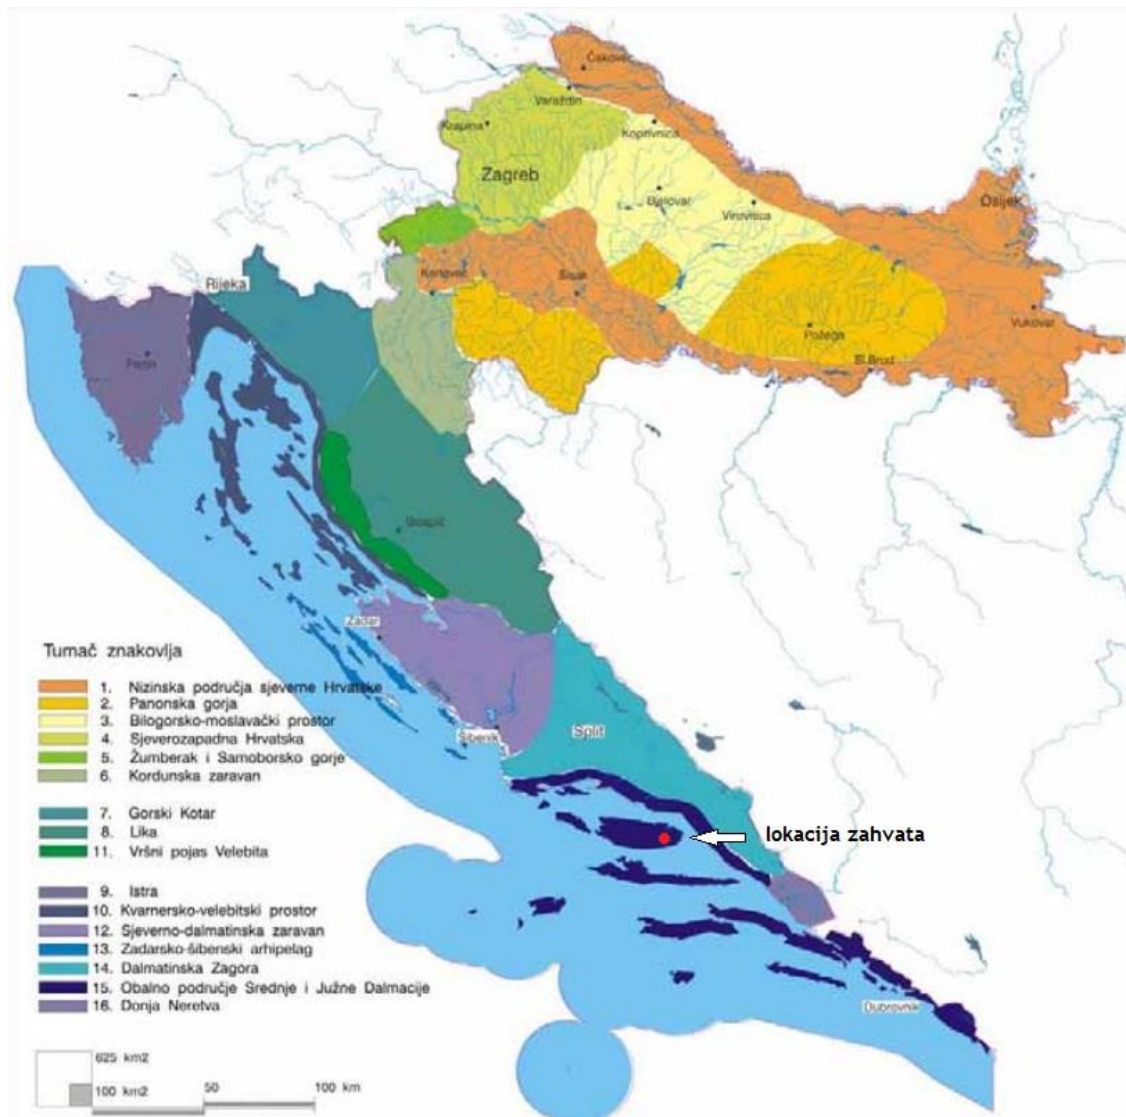 Čakovec
Varaždin
Krapina
Koprivnica
Zagreb
Bjelovar
Virovitica
Osijek
Karlovac
Sisak
Rijeka
Vukovar
Požega
Sl.Brod
Pazin
Gospić
Zadar
Tumač znakovlja
1. Nizinska područja sjeverne Hrvatske
2. Panonska gorja
3. Bilogorsko-moslavački prostor
4. Sjeverozapadna Hrvatska
5. Žumberak i Samoborsko gorje
6. Kordunska zaravan
7. Gorski Kotar
8. Lika
11. Vršni pojas Velebita
9. Istra
10. Kvarnersko-velebitski prostor
12. Sjeverno-dalmatinska zaravan
13. Zadarsko-šibenski arhipelag
14. Dalmatinska Zagora
15. Obalno područje Srednje i Južne Dalmacije
16. Donja Neretva
Šibenik
Split
lokacija zahvata
Dubrovnik
625 km2
100 km2
50
100 km